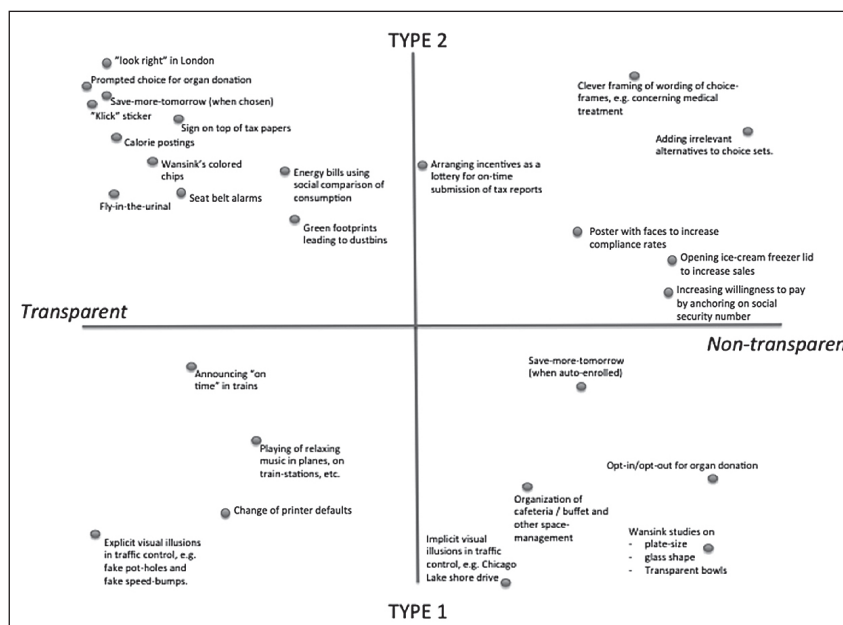 TYPE 2
"look right" in London
Prompted choice for organ donation
Save-more-tomorrow (when chosen)
"Klick" sticker
Sign on top of tax papers
Calorie postings
Wansink's colored
chips
Fly-in-the-urinal
Seat belt alarms
Energy bills using
social comparison of
consumption
Green footprints
leading to dustbins
Clever framing of wording of choice-
frames, e.g. concerning medical
treatment
Adding irrelevant
alternatives to choice sets.
Arranging incentives as a
lottery for on-time
submission of tax reports
Poster with faces to increase
compliance rates
Opening ice-cream freezer lid
to increase sales
Increasing willingness to pay
by anchoring on social
security number
Transparent
Non-transparent
Announcing "on
time" in trains
Playing of relaxing
music in planes, on
train-stations, etc.
Change of printer defaults
Explicit visual illusions
in traffic control, e.g.
fake pot-holes and
fake speed-bumps.
Save-more-tomorrow
(when auto-enrolled)
Opt-in/opt-out for organ donation
Organization of
cafeteria / buffet and
other space-
management
Implicit visual
illusions in traffic
control, e.g. Chicago
Lake shore drive
Wansink studies on
- plate-size
- glass shape
- Transparent bowls
TYPE 1